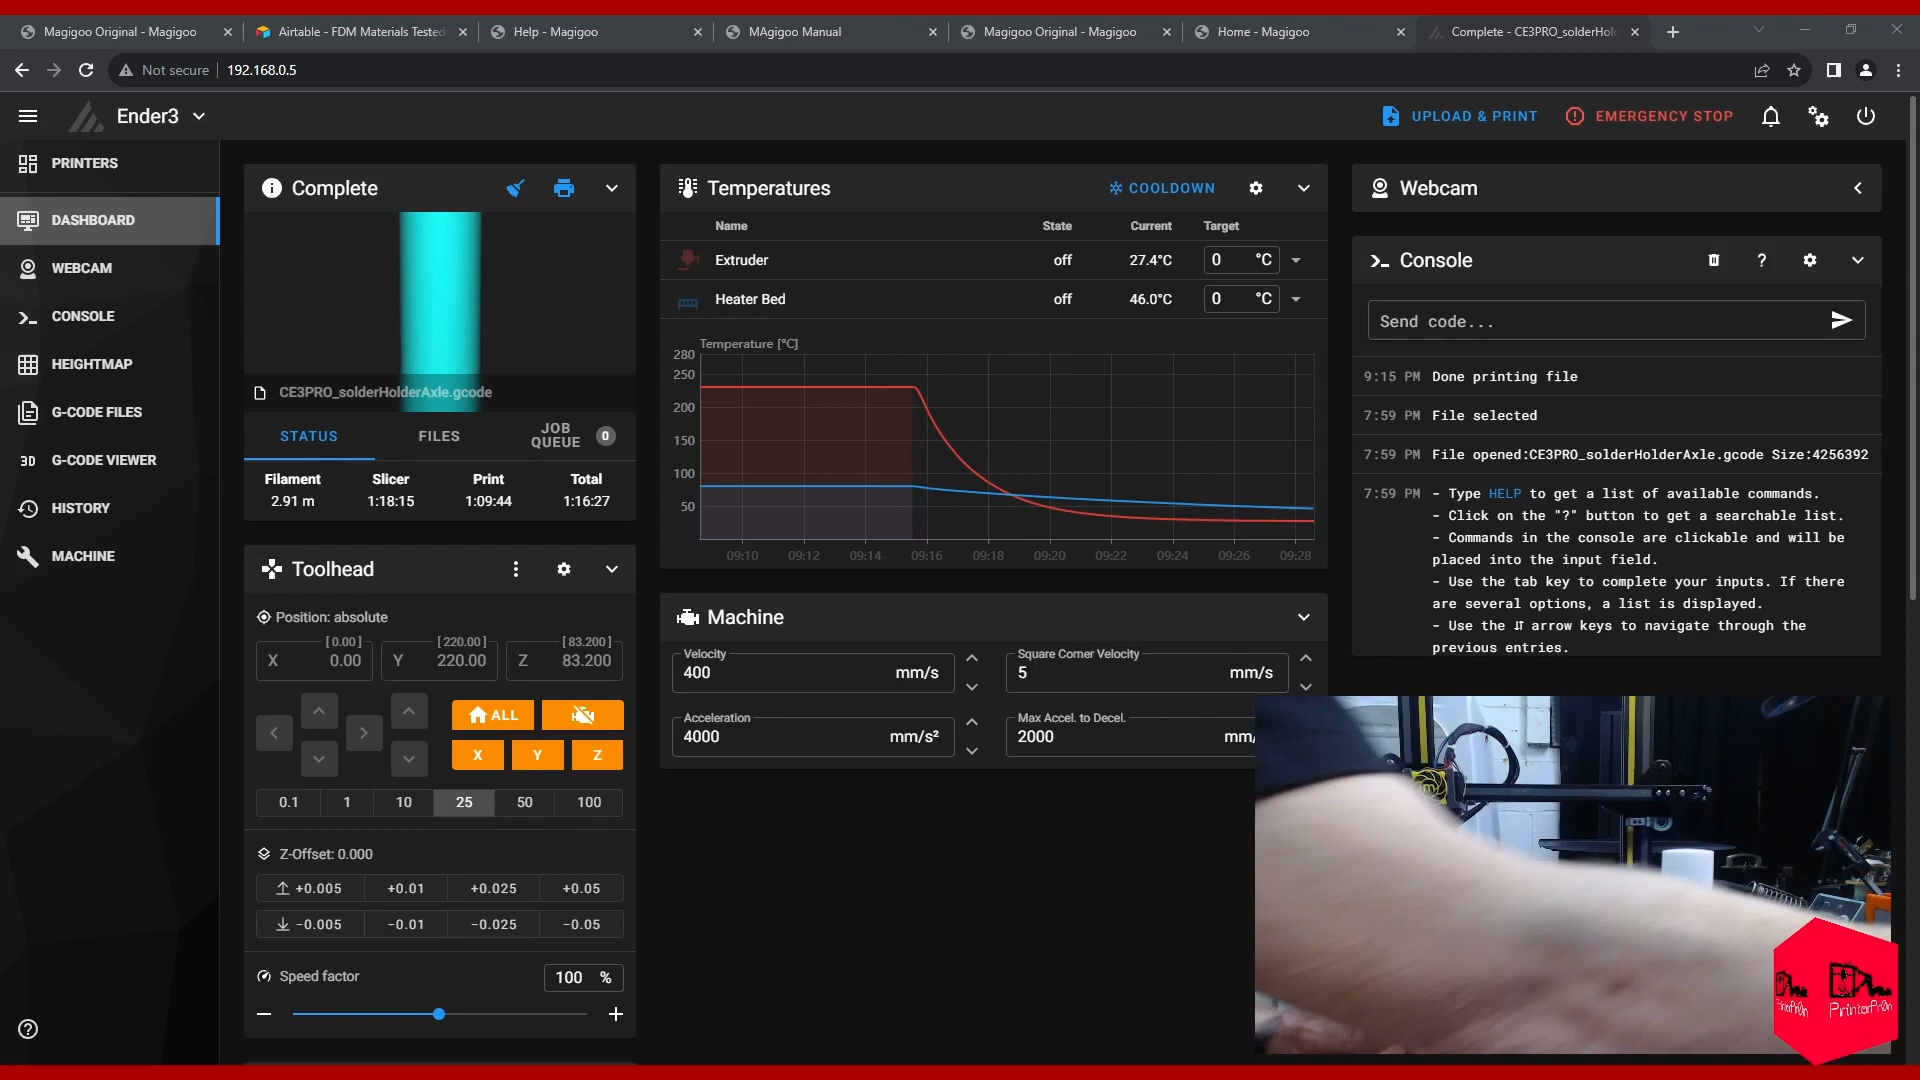 Magigoo Original - Magigoo
Airtable - FDM Materials Tested
Help - Magigoo
MAgigoo Manual
Magigoo Original - Magigoo
Home - Magigoo
Complete - CE3PRO_solderHol
Not secure
192.168.0.5
Ender3
UPLOAD & PRINT
EMERGENCY STOP
PRINTERS
DASHBOARD
WEBCAM
CONSOLE
HEIGHTMAP
G-CODE FILES
3D G-CODE VIEWER
HISTORY
MACHINE
Complete
CE3PRO_solderHolderAxle.gcode
STATUS
FILES
JOB
QUEUE
0
Filament Slicer Print Total
2.91 m 1:18:15 1:09:44 1:16:27
Toolhead
Position: absolute
[ 0.00 ] [ 220.00 ] [ 83.200 ]
X 0.00 Y 220.00 Z 83.200
ALL
X Y Z
0.1 1 10 25 50 100
Z-Offset: 0.000
+0.005 +0.01 +0.025 +0.05
-0.005 -0.01 -0.025 -0.05
Speed factor
100 %
Temperatures
COOLDOWN
Name State Current Target
Extruder off 27.4°C 0 °C
Heater Bed off 46.0°C 0 °C
Temperature [°C]
280
250
200
150
100
50
09:10 09:12 09:14 09:16 09:18 09:20 09:22 09:24 09:26 09:28
Machine
Velocity
400 mm/s
Square Corner Velocity
5 mm/s
Acceleration
4000 mm/s²
Max Accel. to Decel.
2000 mm/
Webcam
Console
Send code...
9:15 PM Done printing file
7:59 PM File selected
7:59 PM File opened:CE3PRO_solderHolderAxle.gcode Size:4256392
7:59 PM - Type HELP to get a list of available commands.
- Click on the "?" button to get a searchable list.
- Commands in the console are clickable and will be
placed into the input field.
- Use the tab key to complete your inputs. If there
are several options, a list is displayed.
- Use the ⇵ arrow keys to navigate through the
previous entries.
PrinterPr0n
PrinterPr0n